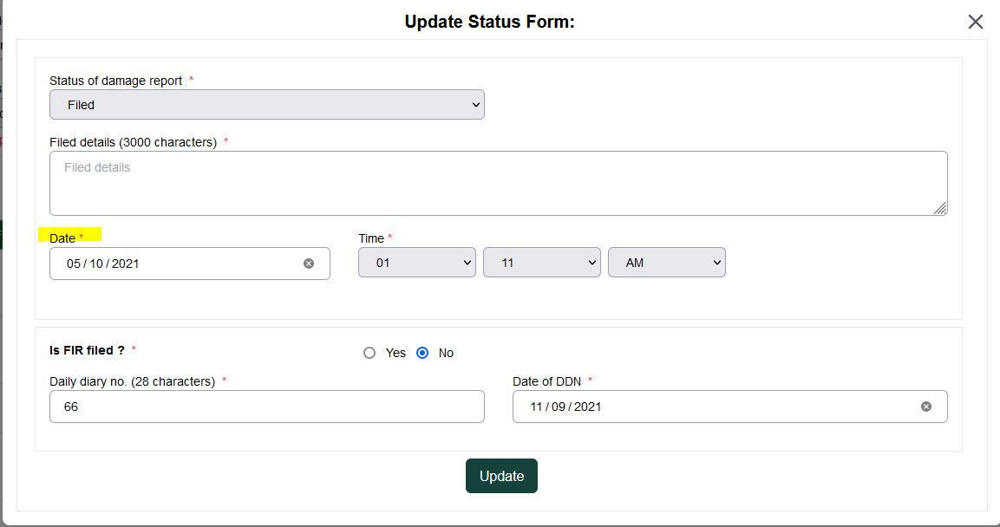 Update Status Form:
Status of damage report *
Filed
Filed details (3000 characters) *
Filed details
Date * Time *
05 / 10 / 2021 01 11 AM
Is FIR filed ? * Yes No
Daily diary no. (28 characters) * Date of DDN *
66 11 / 09 / 2021
Update